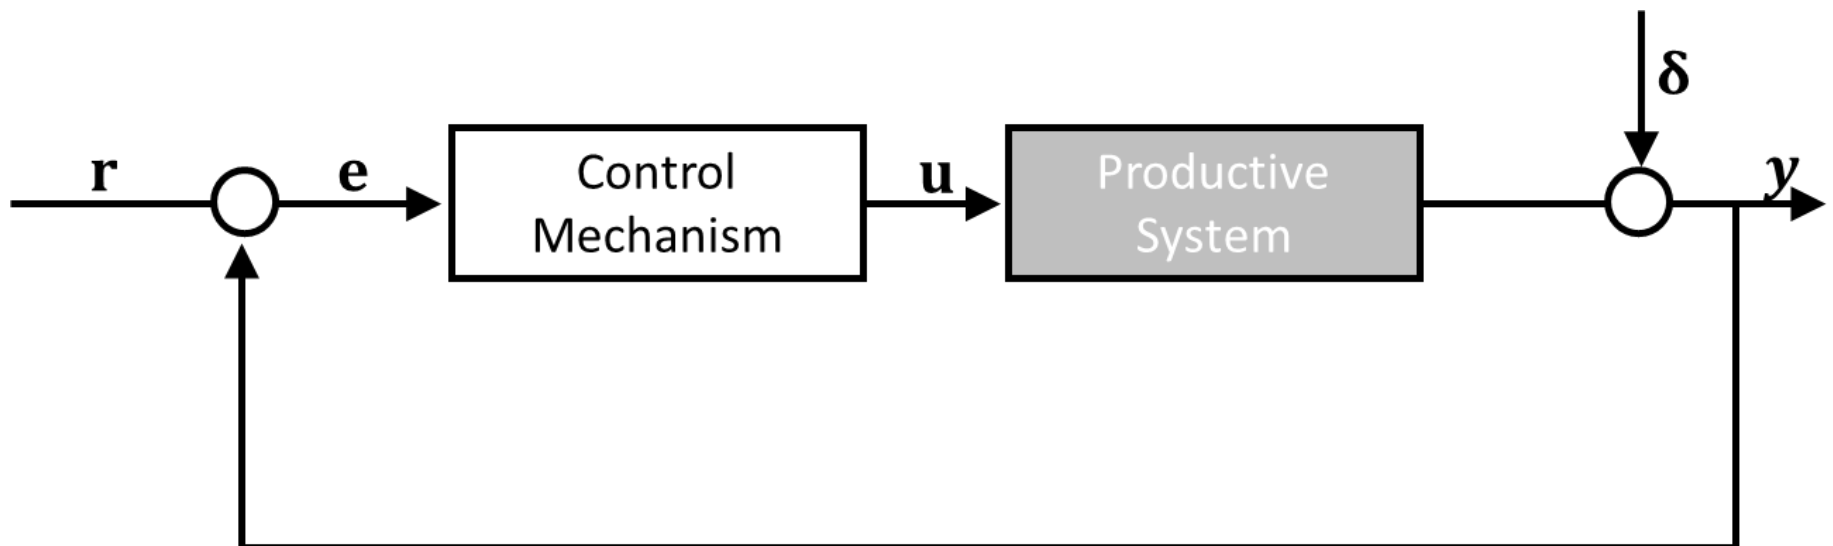 δ
r
e
Control
Mechanism
u
Productive
System
y